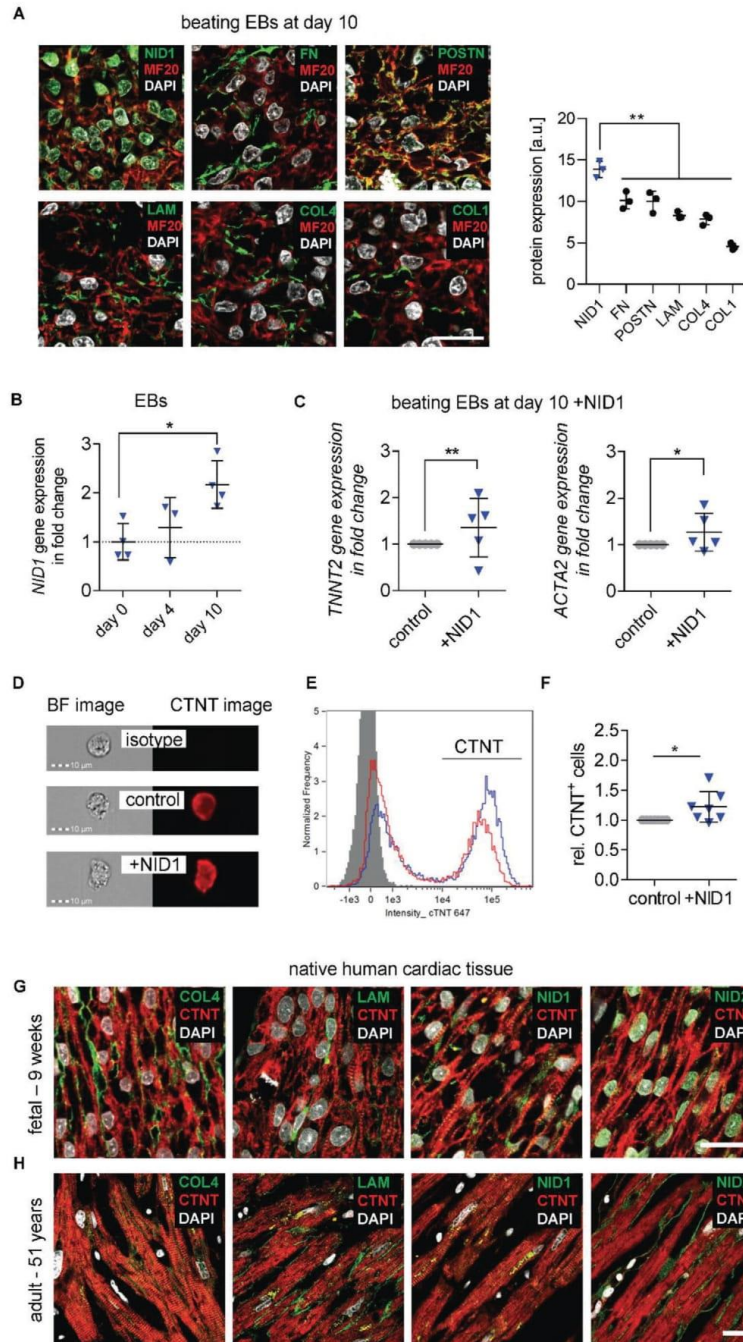 A
beating EBs at day 10
NID1
MF20
DAPI
FN
MF20
DAPI
POSTN
MF20
DAPI
LAM
MF20
DAPI
COL4
MF20
DAPI
COL1
MF20
DAPI
protein expression [a.u.]
20
15
10
5
0
**
NID1
FN
POSTN
LAM
COL4
COL1
B
EBs
NID1 gene expression
in fold change
3
2
1
0
*
day 0
day 4
day 10
C
beating EBs at day 10 +NID1
TNNT2 gene expression
in fold change
3
2
1
0
**
control
+NID1
ACTA2 gene expression
in fold change
3
2
1
0
*
control
+NID1
D
BF image
CTNT image
isotype
10 µm
control
10 µm
+NID1
10 µm
E
Normalized Frequency
5
4
3
2
1
0
CTNT
-1e3
0
1e3
1e4
1e5
Intensity_ cTNT 647
F
rel. CTNT+ cells
2.5
2.0
1.5
1.0
0.5
0.0
*
control +NID1
native human cardiac tissue
G
fetal – 9 weeks
COL4
CTNT
DAPI
LAM
CTNT
DAPI
NID1
CTNT
DAPI
NID2
CTN
DAP
H
adult - 51 years
COL4
CTNT
DAPI
LAM
CTNT
DAPI
NID1
CTNT
DAPI
NID
CTN
DAP